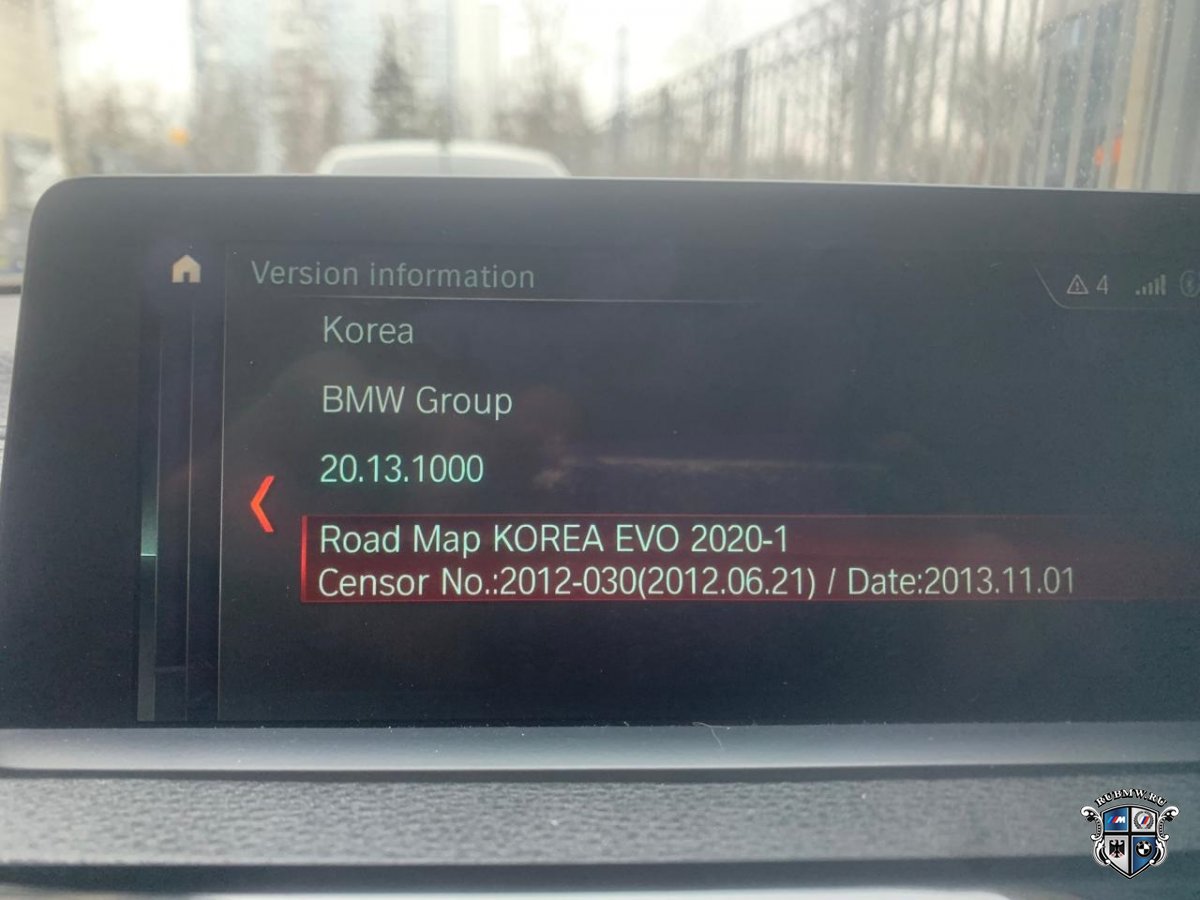 Version information
4
Korea
BMW Group
20.13.1000
Road Map KOREA EVO 2020-1
Censor No.:2012-030(2012.06.21) / Date:2013.11.01
RUBMW.RU